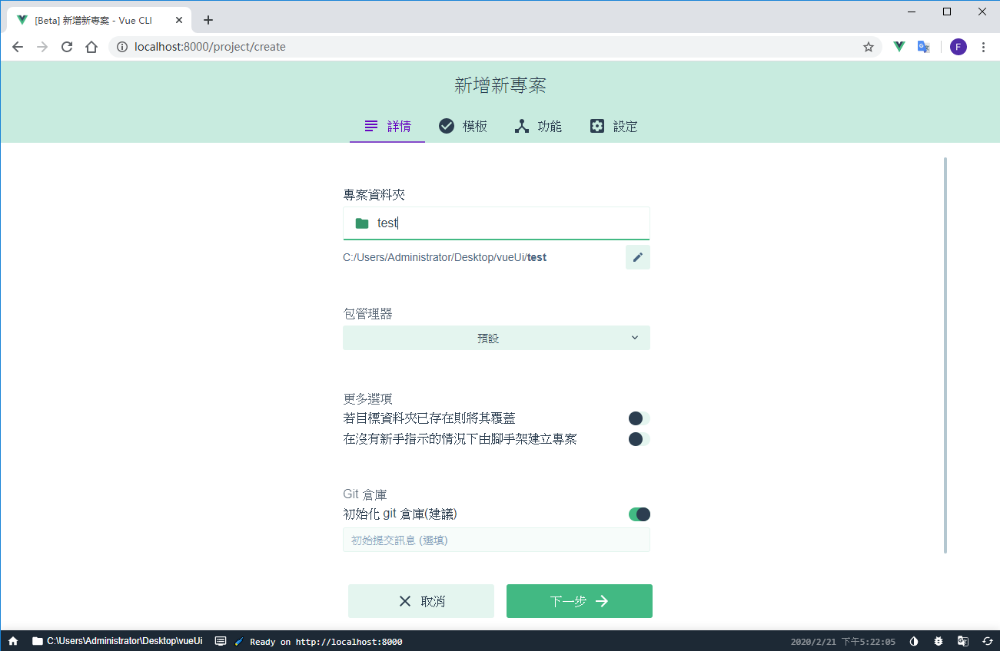 [Beta] 新增新專案 - Vue CLI
localhost:8000/project/create
F
新增新專案
詳情 模板 功能 設定
專案資料夾
test
C:/Users/Administrator/Desktop/vueUi/test
包管理器
預設
更多選項
若目標資料夾已存在則將其覆蓋
在沒有新手指示的情況下由腳手架建立專案
Git 倉庫
初始化 git 倉庫(建議)
初始提交訊息 (選填)
取消 下一步
C:\Users\Administrator\Desktop\vueUi Ready on http://localhost:8000 2020/2/21 下午5:22:05